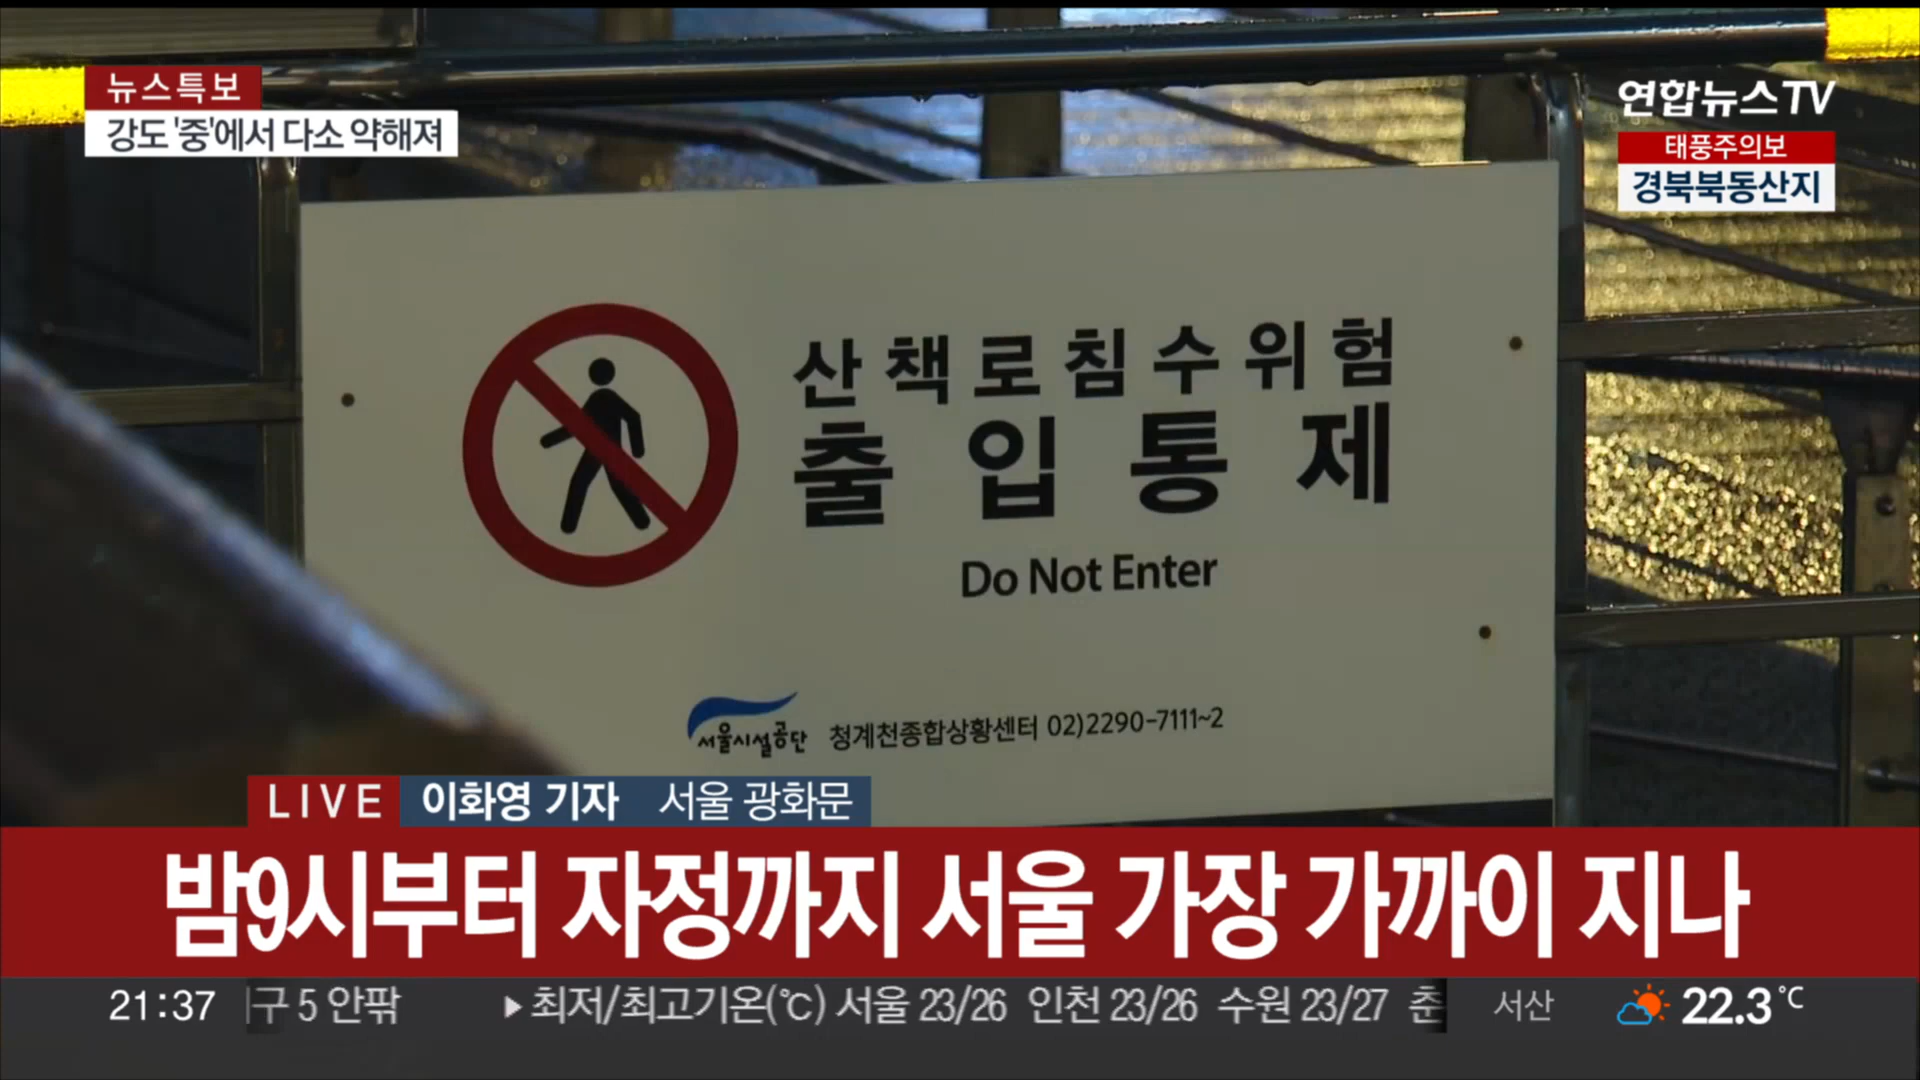 뉴스특보
강도 '중'에서 다소 약해져
연합뉴스TV
태풍주의보
경북북동산지
산책로침수위험
출입통제
Do Not Enter
서울시설공단 청계천종합상황센터 02)2290-7111~2
LIVE 이화영 기자 서울 광화문
밤9시부터 자정까지 서울 가장 가까이 지나
21:37 구 5 안팎 ▶최저/최고기온(℃) 서울 23/26 인천 23/26 수원 23/27 춘 서산 22.3℃